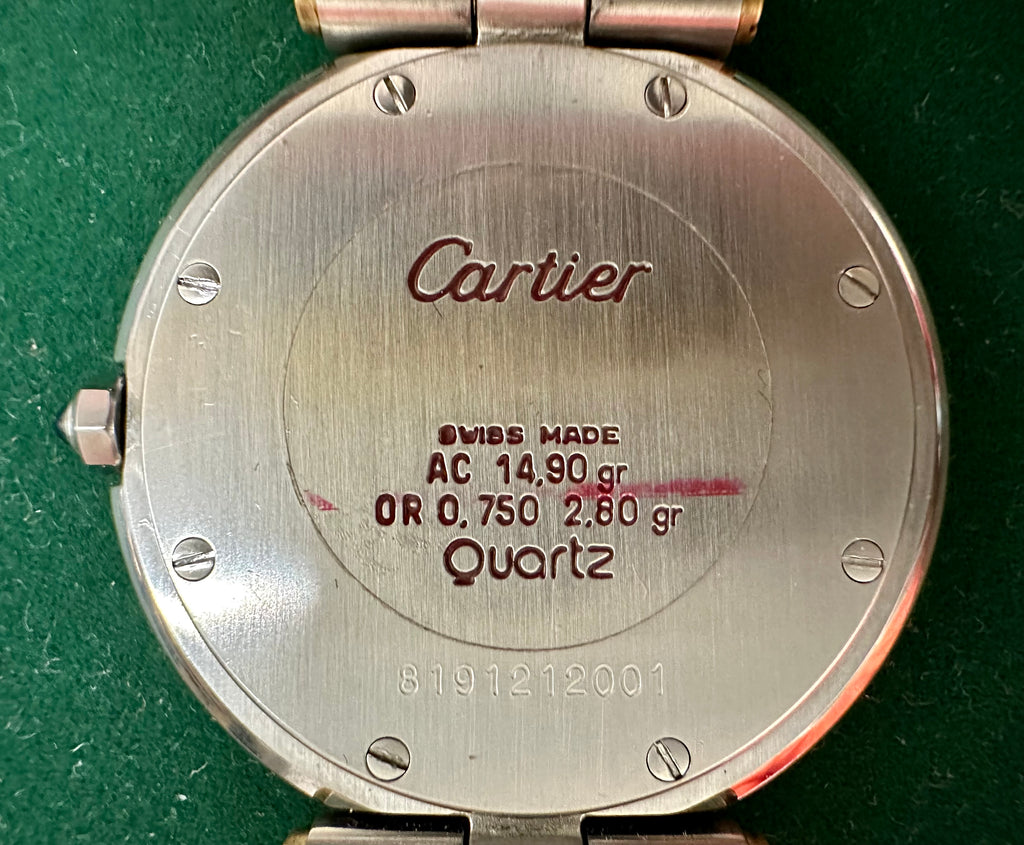 Cartier
SWISS MADE
AC 14,90 gr
OR 0,750 2,80 gr
Quartz
8191212001